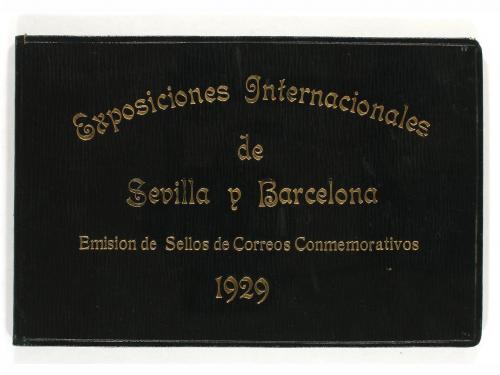 Exposiciones Internacionales
de
Sevilla y Barcelona
Emision de Sellos de Correos Conmemorativos
1929